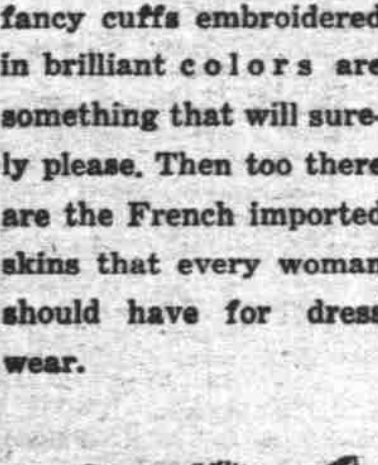 fancy cuffs embroidered
in brilliant colors are
something that will sure-
ly please. Then too there
are the French imported
skins that every woman
should have for dress
wear.